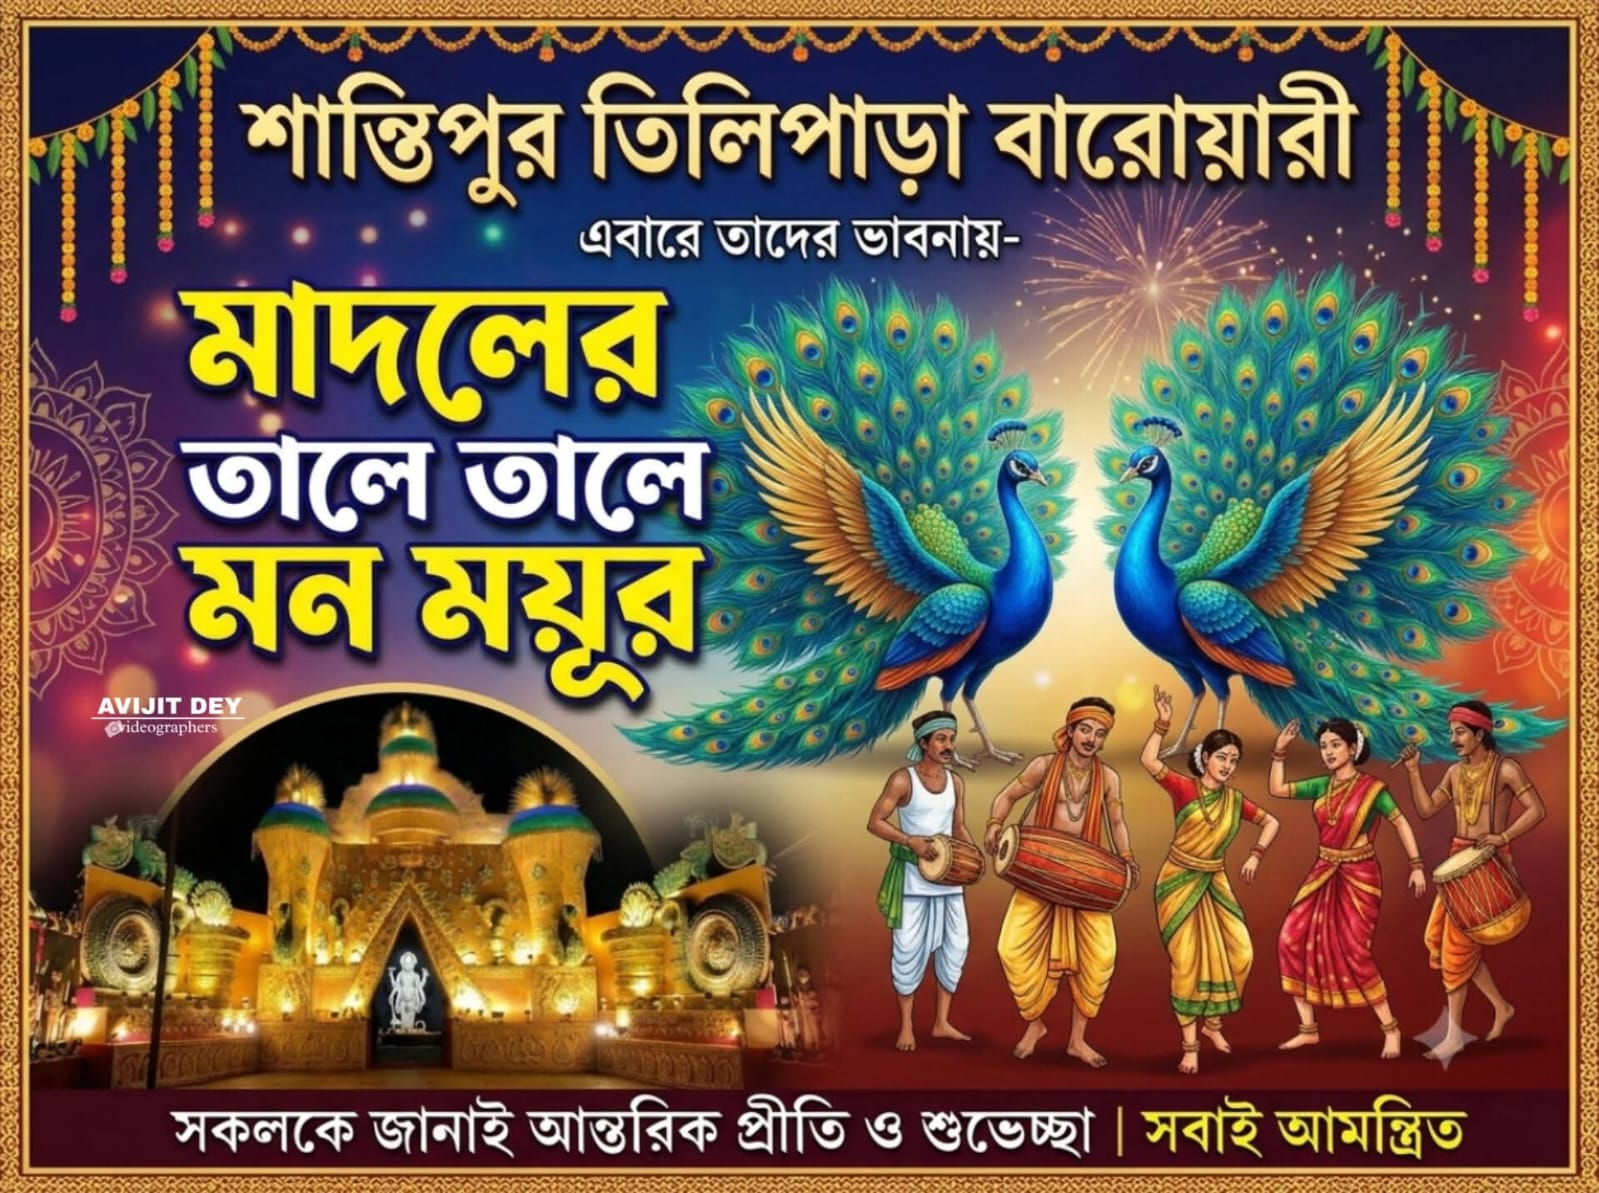 শান্তিপুর তিলিপাড়া বারোয়ারী
এবারে তাদের ভাবনায়-
মাদলের
তালে তালে
মন ময়ূর
AVIJIT DEY
videographers
সকলকে জানাই আন্তরিক প্রীতি ও শুভেচ্ছা | সবাই আমন্ত্রিত